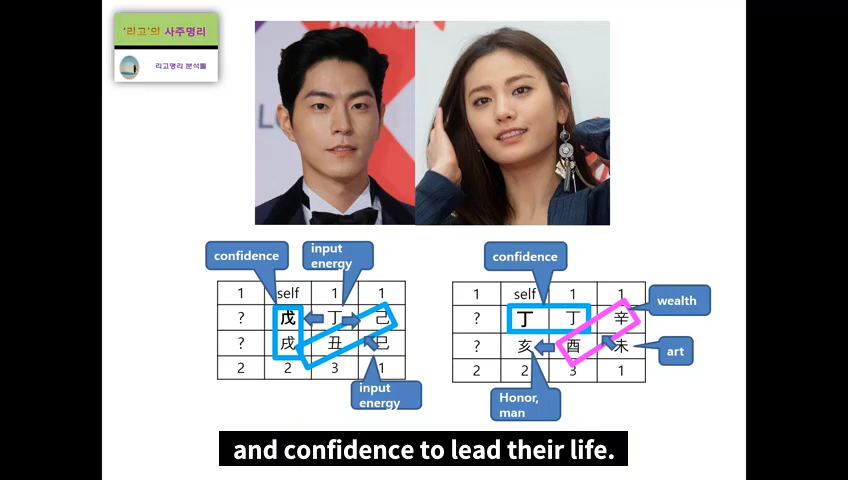 '리고'의 사주명리
리고명리 분석틀
confidence
input
energy
1 self 1 1
? 戊 丁 己
? 戌 丑 巳
2 2 3 1
input
energy
confidence
wealth
1 self 1 1
? 丁 丁 辛
? 亥 酉 未
2 2 3 1
art
Honor,
man
and confidence to lead their life.